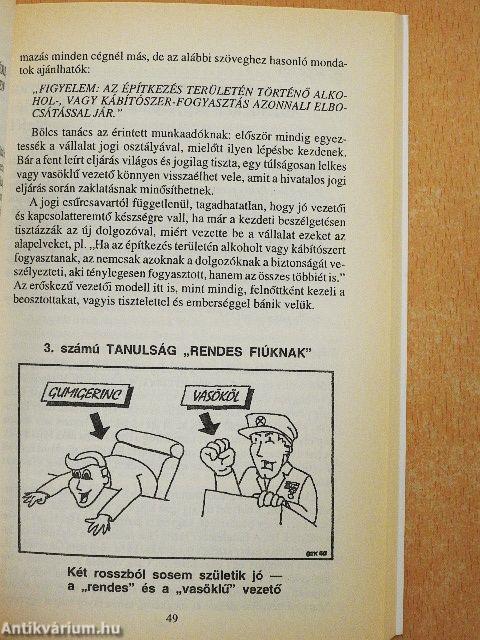 mazás minden cégnél más, de az alábbi szöveghez hasonló monda-
tok ajánlhatók:
„FIGYELEM: AZ ÉPÍTKEZÉS TERÜLETÉN TÖRTÉNŐ ALKO-
HOL-, VAGY KÁBÍTÓSZER-FOGYASZTÁS AZONNALI ELBO-
CSÁTÁSSAL JÁR."
Bölcs tanács az érintett munkaadóknak: először mindig egyez-
tessék a vállalat jogi osztályával, mielőtt ilyen lépésbe kezdenek.
Bár a fent leírt eljárás világos és jogilag tiszta, egy túlságosan lelkes
vagy vasöklű vezető könnyen visszaélhet vele, amit a hivatalos jogi
eljárás során zaklatásnak minősíthetnek.
A jogi csűrcsavartól függetlenül, tagadhatatlan, hogy jó vezetői
és kapcsolatteremtő készségre vall, ha már a kezdeti beszélgetésen
tisztázzák az új dolgozóval, miért vezette be a vállalat ezeket az
alapelveket, pl. „Ha az építkezés területén alkoholt vagy kábítószert
fogyasztanak, az nemcsak azoknak a dolgozóknak a biztonságát ve-
szélyezteti, aki ténylegesen fogyasztott, hanem az összes többiét is."
Az erőskezű vezetői modell itt is, mint mindig, felnőttként kezeli a
beosztottakat, vagyis tisztelettel és emberséggel bánik velük.
3. számú TANULSÁG „RENDES FIÚKNAK"
GUMIGERINC
VASÖKÖL
Két rosszból sosem születik jó —
a „rendes" és a „vasöklű" vezető
49
Antikvárium.hu